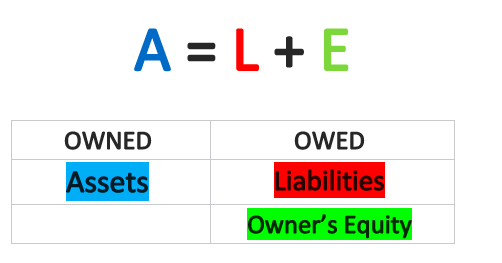 A = L + E
OWNED OWED
Assets Liabilities
Owner’s Equity